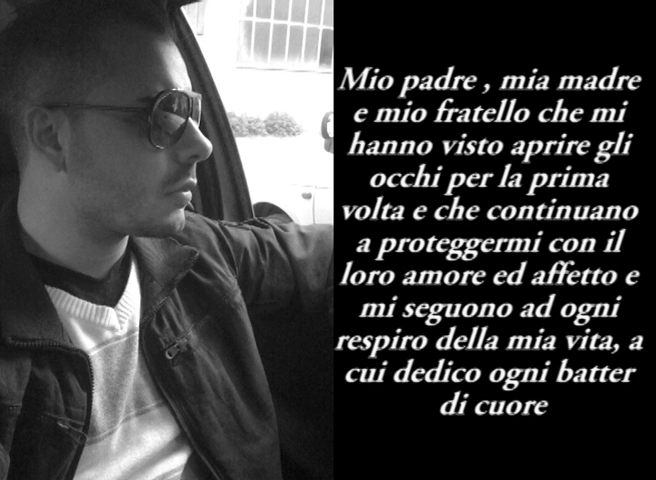 Mio padre , mia madre
e mio fratello che mi
hanno visto aprire gli
occhi per la prima
volta e che continuano
a proteggermi con il
loro amore ed affetto e
mi seguono ad ogni
respiro della mia vita, a
cui dedico ogni batter
di cuore